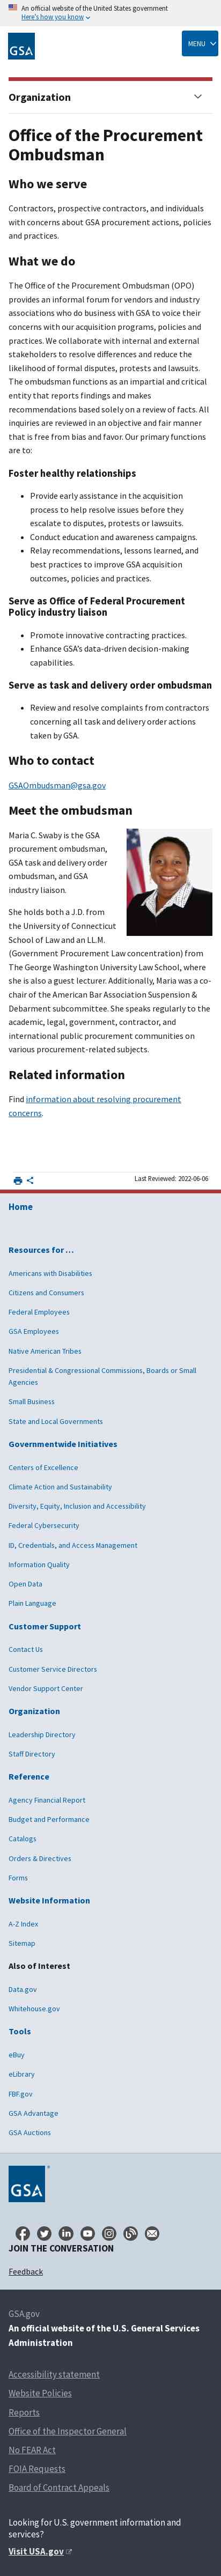 An official website of the United States government
Here's how you know
GSA
MENU
Organization
Office of the Procurement
Ombudsman
Who we serve
Contractors, prospective contractors, and individuals
with concerns about GSA procurement actions, policies
and practices.
What we do
The Office of the Procurement Ombudsman (OPO)
provides an informal forum for vendors and industry
associations who do business with GSA to voice their
concerns with our acquisition programs, policies and
methods. We collaborate with internal and external
stakeholders to resolve differences and reduce the
likelihood of formal disputes, protests and lawsuits.
The ombudsman functions as an impartial and critical
entity that reports findings and makes
recommendations based solely on a review of facts. All
inquiries are reviewed in an objective and fair manner
that is free from bias and favor. Our primary functions
are to:
Foster healthy relationships
Provide early assistance in the acquisition
process to help resolve issues before they
escalate to disputes, protests or lawsuits.
Conduct education and awareness campaigns.
Relay recommendations, lessons learned, and
best practices to improve GSA acquisition
outcomes, policies and practices.
Serve as Office of Federal Procurement
Policy industry liaison
Promote innovative contracting practices.
Enhance GSA's data-driven decision-making
capabilities.
Serve as task and delivery order ombudsman
Review and resolve complaints from contractors
concerning all task and delivery order actions
taken by GSA.
Who to contact
GSAOmbudsman@gsa.gov
Meet the ombudsman
Maria C. Swaby is the GSA
procurement ombudsman,
GSA task and delivery order
ombudsman, and GSA
industry liaison.
She holds both a J.D. from
the University of Connecticut
School of Law and an LL.M.
(Government Procurement Law concentration) from
The George Washington University Law School, where
she is also a guest lecturer. Additionally, Maria was a co-
chair of the American Bar Association Suspension &
Debarment subcommittee. She speaks regularly to the
academic, legal, government, contractor, and
international public procurement communities on
various procurement-related subjects.
Related information
Find information about resolving procurement
concerns.
Last Reviewed: 2022-06-06
Home
Resources for …
Americans with Disabilities
Citizens and Consumers
Federal Employees
GSA Employees
Native American Tribes
Presidential & Congressional Commissions, Boards or Small
Agencies
Small Business
State and Local Governments
Governmentwide Initiatives
Centers of Excellence
Climate Action and Sustainability
Diversity, Equity, Inclusion and Accessibility
Federal Cybersecurity
ID, Credentials, and Access Management
Information Quality
Open Data
Plain Language
Customer Support
Contact Us
Customer Service Directors
Vendor Support Center
Organization
Leadership Directory
Staff Directory
Reference
Agency Financial Report
Budget and Performance
Catalogs
Orders & Directives
Forms
Website Information
A-Z Index
Sitemap
Also of Interest
Data.gov
Whitehouse.gov
Tools
eBuy
eLibrary
FBF.gov
GSA Advantage
GSA Auctions
GSA
JOIN THE CONVERSATION
Feedback
GSA.gov
An official website of the U.S. General Services
Administration
Accessibility statement
Website Policies
Reports
Office of the Inspector General
No FEAR Act
FOIA Requests
Board of Contract Appeals
Looking for U.S. government information and
services?
Visit USA.gov